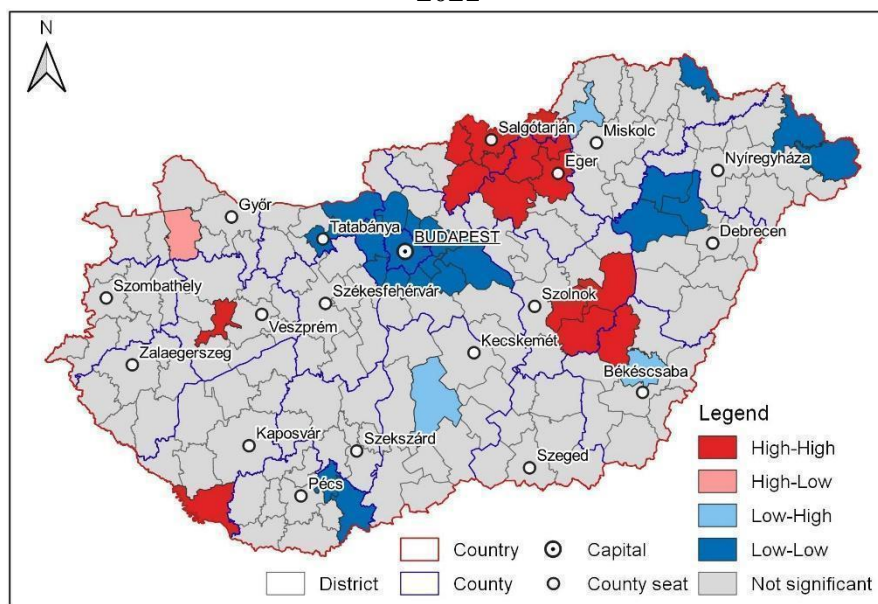 N
Salgótarján
Miskolc
Eger
Nyíregyháza
Győr
Tatabánya
BUDAPEST
Debrecen
Szombathely
Székesfehérvár
Szolnok
Veszprém
Zalaegerszeg
Kecskemét
Békéscsaba
Kaposvár
Szekszárd
Szeged
Pécs
Legend
High-High
High-Low
Low-High
Low-Low
Not significant
Country
Capital
District
County
County seat